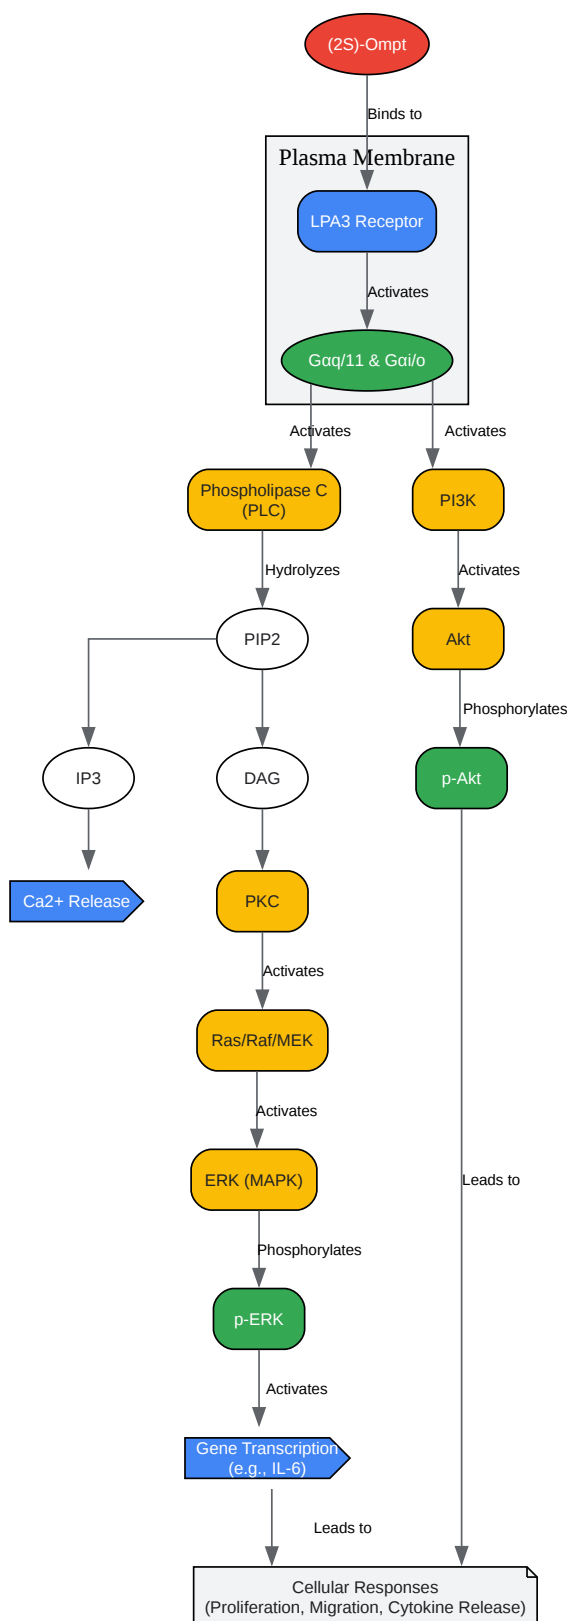 (2S)-Ompt
Binds to
Plasma Membrane
LPA3 Receptor
Activates
Gαq/11 & Gαi/o
Activates
Activates
Phospholipase C
(PLC)
PI3K
Hydrolyzes
Activates
PIP2
Akt
Phosphorylates
IP3
DAG
p-Akt
Ca2+ Release
PKC
Activates
Ras/Raf/MEK
Activates
ERK (MAPK)
Leads to
Phosphorylates
p-ERK
Activates
Gene Transcription
(e.g., IL-6)
Leads to
Cellular Responses
(Proliferation, Migration, Cytokine Release)